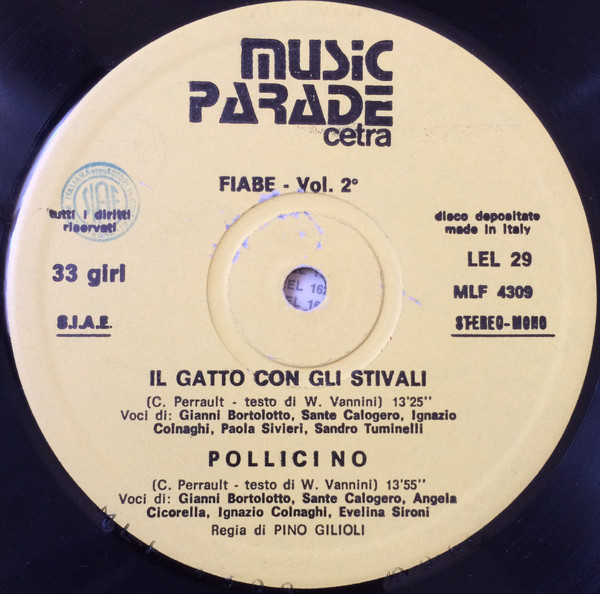 MUSIC
PARADE
cetra
FIABE - Vol. 2°
SIAE
tutti i diritti
riservati
disco depositato
made in Italy
33 giri
LEL 29
MLF 4309
S.I.A.E.
STEREO-MONO
IL GATTO CON GLI STIVALI
(C. Perrault - testo di W. Vannini) 13'25''
Voci di: Gianni Bortolotto, Sante Calogero, Ignazio
Colnaghi, Paola Sivieri, Sandro Tuminelli
POLLICINO
(C. Perrault - testo di W. Vannini) 13'55''
Voci di: Gianni Bortolotto, Sante Calogero, Angela
Cicorella, Ignazio Colnaghi, Evelina Sironi
Regia di PINO GILIOLI